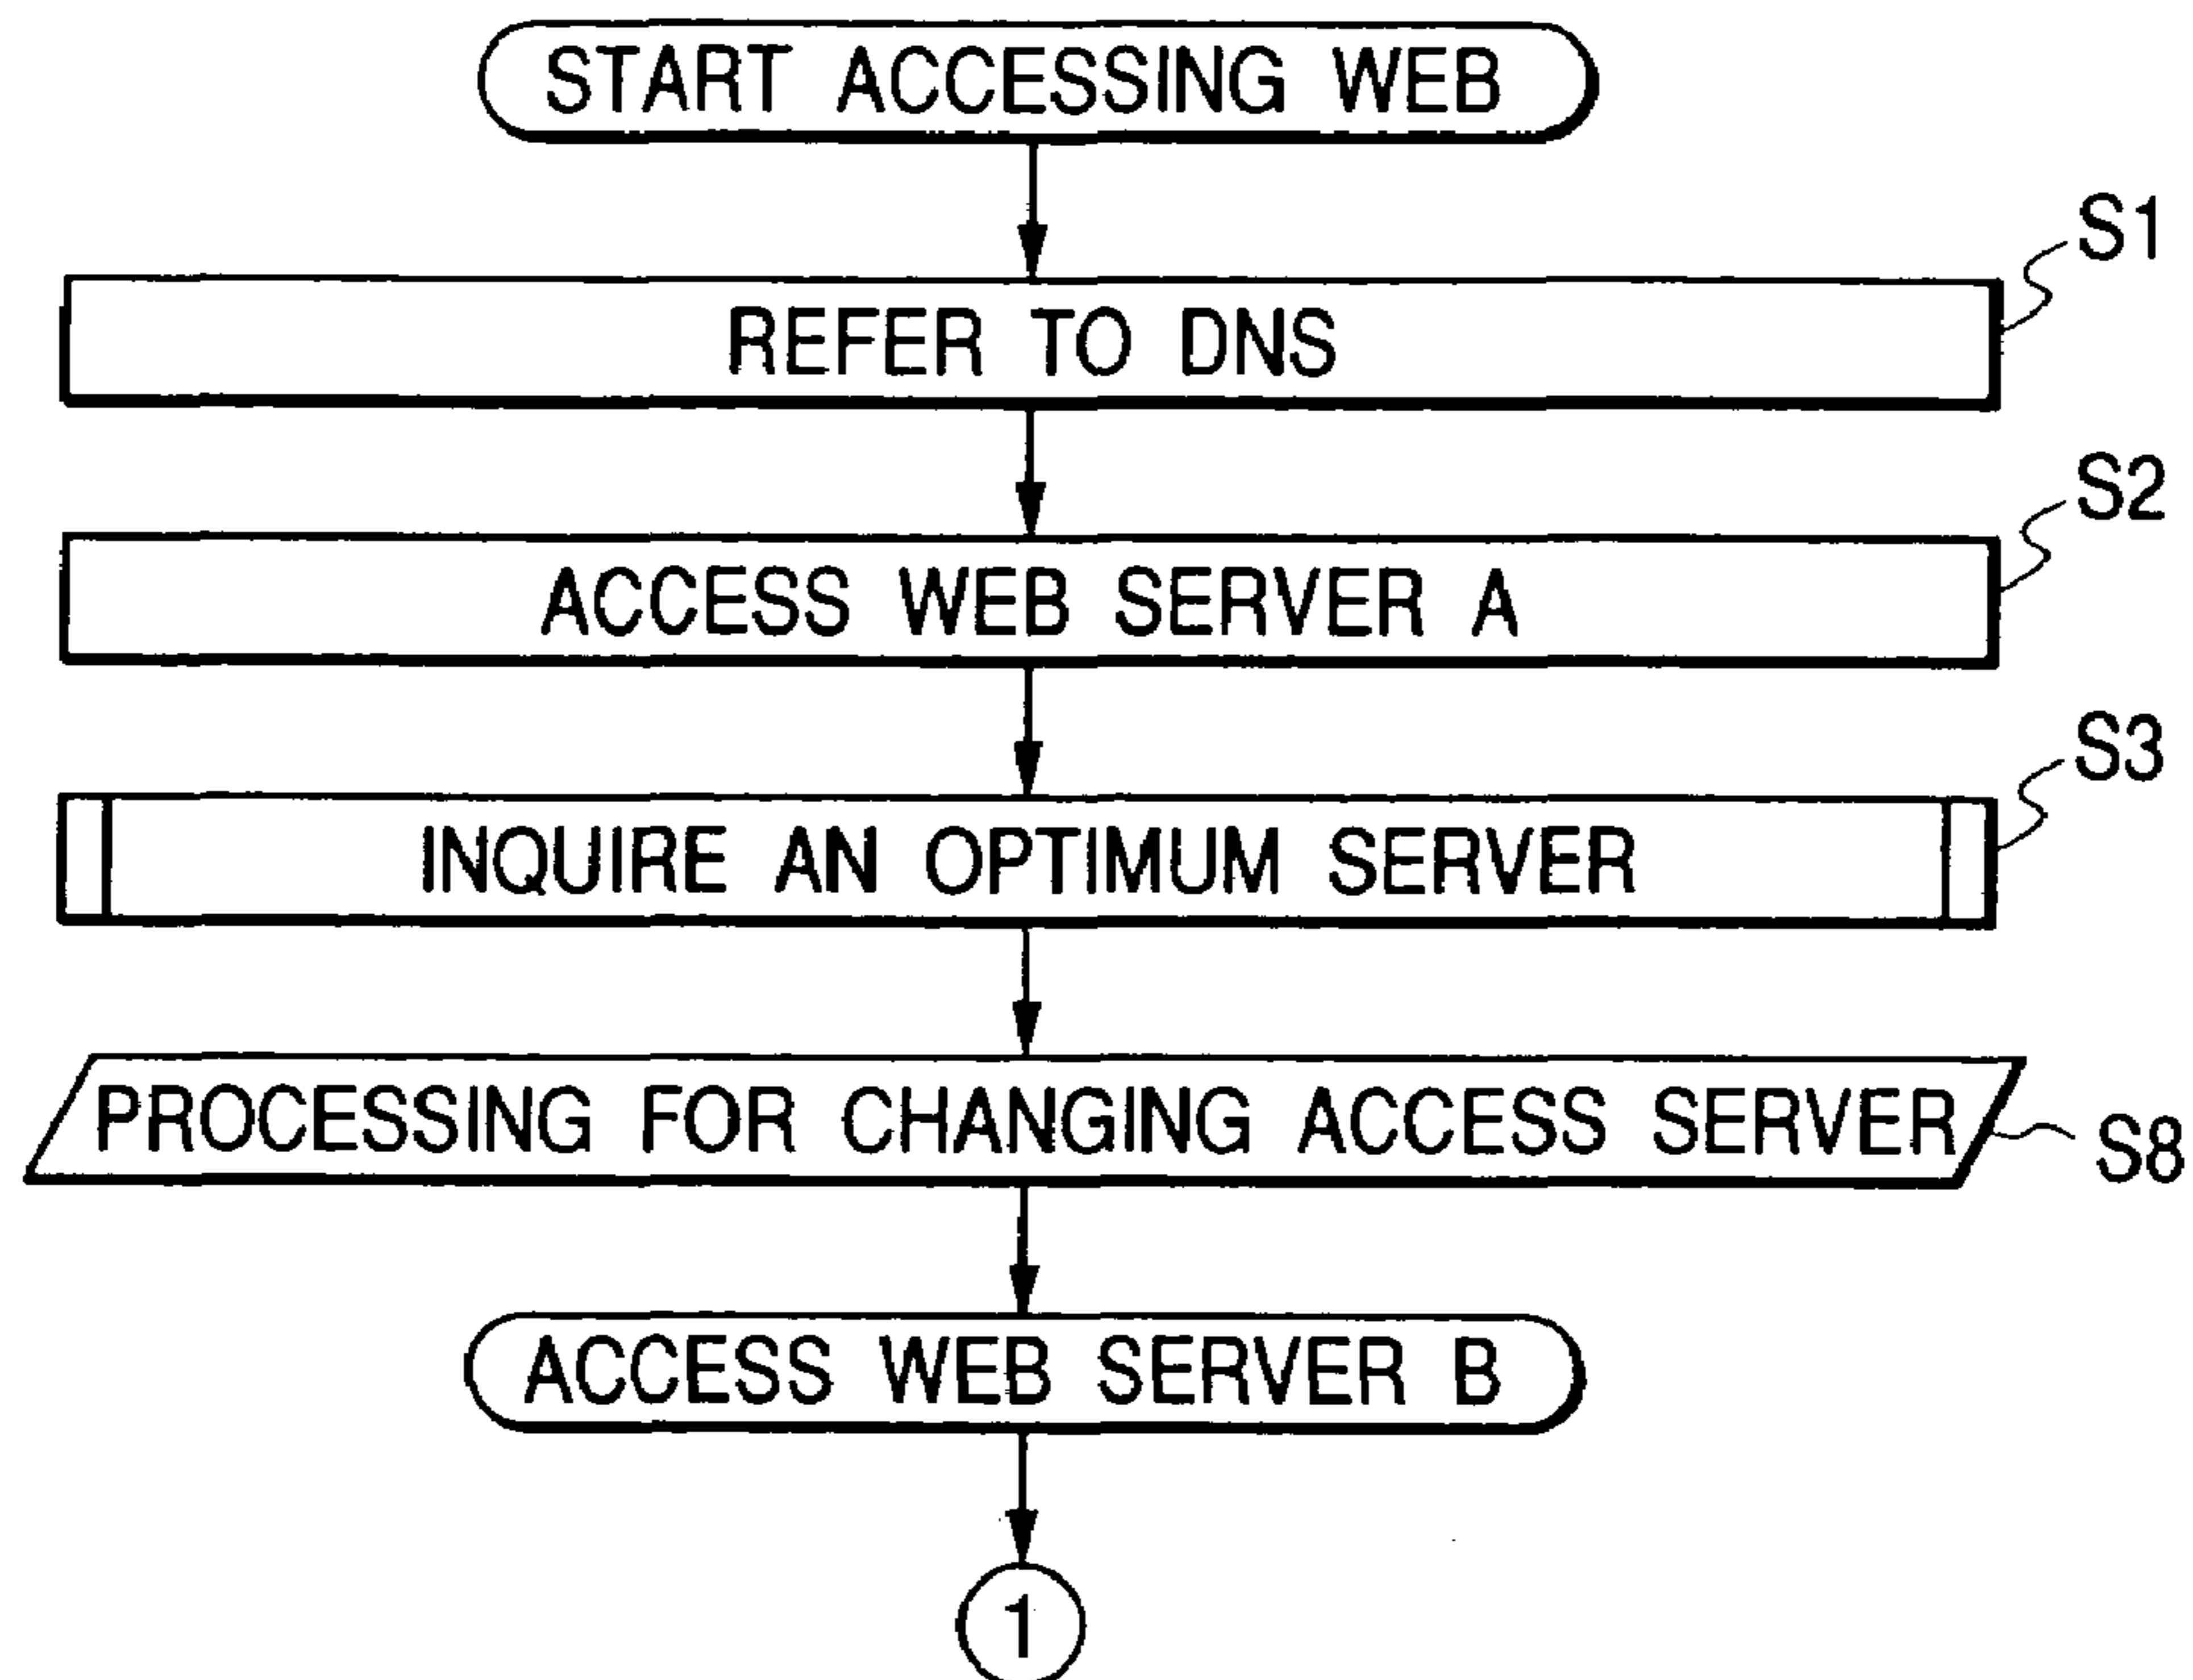 START ACCESSING WEB
S1
REFER TO DNS
S2
ACCESS WEB SERVER A
S3
INQUIRE AN OPTIMUM SERVER
PROCESSING FOR CHANGING ACCESS SERVER
S8
ACCESS WEB SERVER B
1